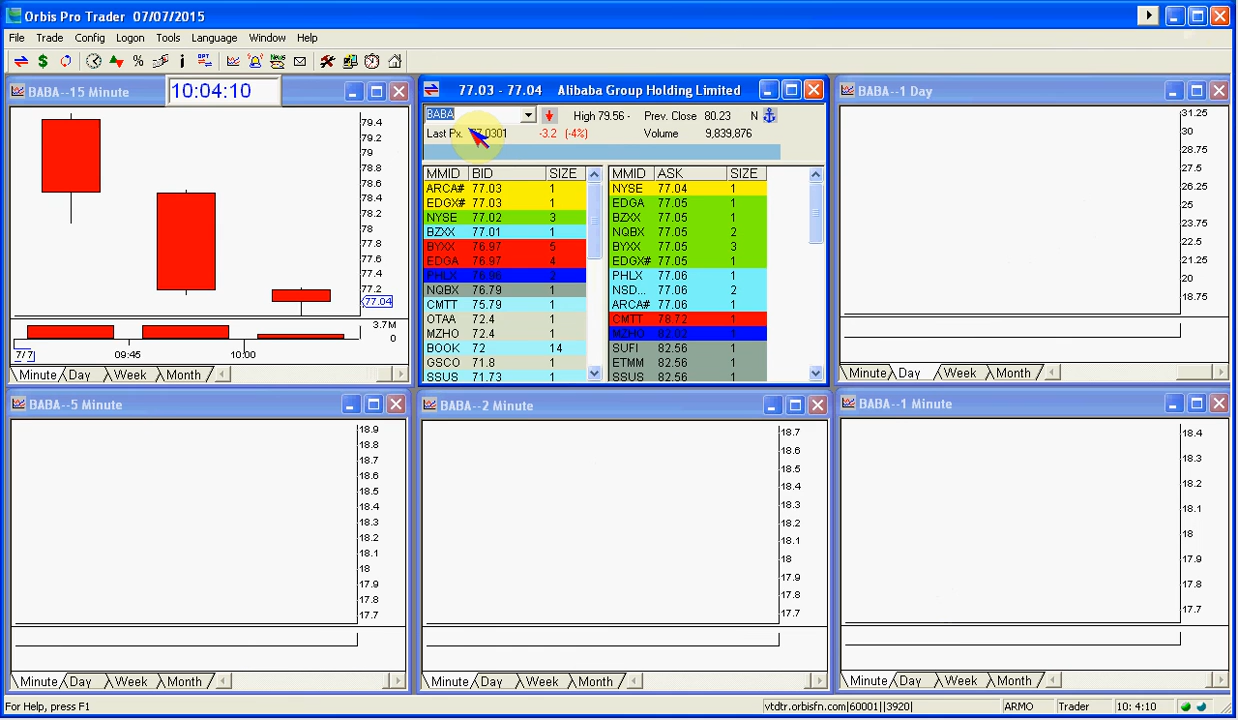 Orbis Pro Trader 07/07/2015
File Trade Config Logon Tools Language Window Help
BABA--15 Minute
10:04:10
79.4
79.2
79
78.8
78.6
78.4
78.2
78
77.8
77.6
77.4
77.2
77.04
3.7M
0
7/7 09:45 10:00
Minute Day Week Month
77.03 - 77.04 Alibaba Group Holding Limited
BABA High 79.56 - Prev. Close 80.23 N
Last Px. -3.2 (-4%) Volume 9,839,876
MMID BID SIZE MMID ASK SIZE
ARCA# 77.03 1 NYSE 77.04 1
EDGX# 77.03 1 EDGA 77.05 1
NYSE 77.02 3 BZXX 77.05 1
BZXX 77.01 1 NQBX 77.05 2
BYXX 76.97 5 BYXX 77.05 3
EDGA 76.97 4 EDGX# 77.05 1
PHLX 76.96 2 PHLX 77.06 1
NQBX 76.79 1 NSD... 77.06 2
CMTT 75.79 1 ARCA# 77.06 1
OTAA 72.4 1 CMTT 78.72 1
MZHO 72.4 1 MZHO 82.02 1
BOOK 72 14 SUFI 82.56 1
GSCO 71.8 1 ETMM 82.56 1
SSUS 71.73 1 SSUS 82.56 1
BABA--1 Day
31.25
30
28.75
27.5
26.25
25
23.75
22.5
21.25
20
18.75
Minute Day Week Month
BABA--5 Minute
18.9
18.8
18.7
18.6
18.5
18.4
18.3
18.2
18.1
18
17.9
17.8
17.7
Minute Day Week Month
BABA--2 Minute
18.7
18.6
18.5
18.4
18.3
18.2
18.1
18
17.9
17.8
17.7
Minute Day Week Month
BABA--1 Minute
18.4
18.3
18.2
18.1
18
17.9
17.8
17.7
Minute Day Week Month
For Help, press F1 vtdtr.orbisfn.com|60001||3920| ARMO Trader 10: 4:10